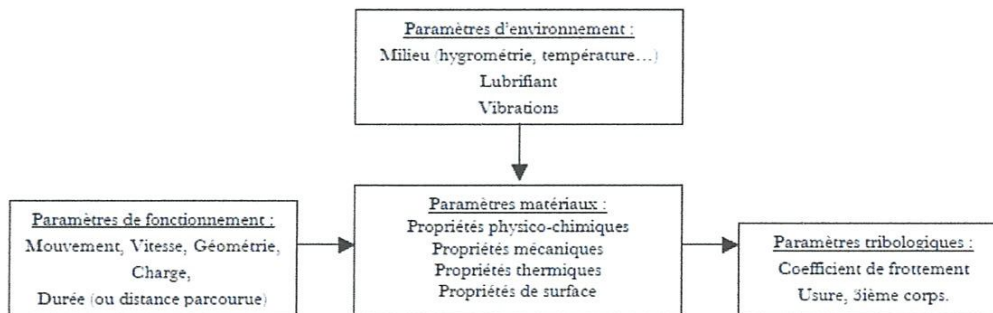 Paramètres d'environnement :
Milieu (hygrométrie, température…)
Lubrifiant
Vibrations
Paramètres de fonctionnement :
Mouvement, Vitesse, Géométrie,
Charge,
Durée (ou distance parcourue)
Paramètres matériaux :
Propriétés physico-chimiques
Propriétés mécaniques
Propriétés thermiques
Propriétés de surface
Paramètres tribologiques :
Coefficient de frottement
Usure, 3ième corps.